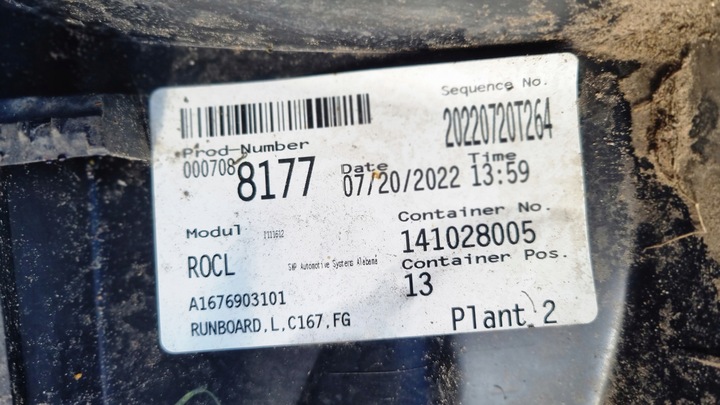 Sequence No.
20220720T264
Prod-Number
000708 8177
Date
07/20/2022
Time
13:59
Modul
ROCL
SMP Automotive Systems Alabama
Container No.
141028005
Container Pos.
13
A1676903101
RUNBOARD,L,C167,FG
Plant 2